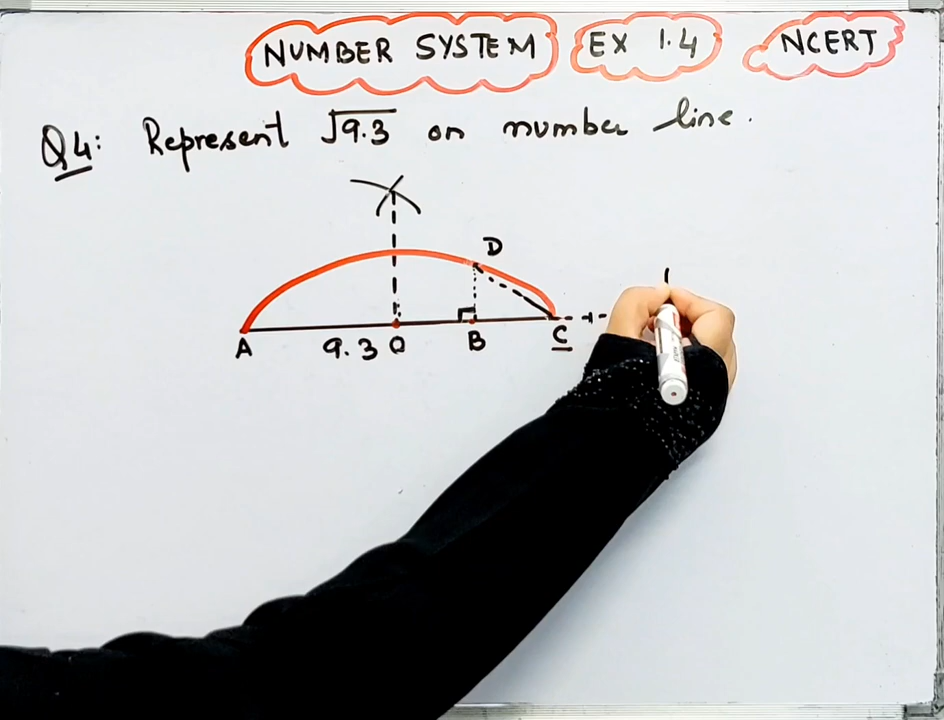 NUMBER SYSTEM EX 1.4 NCERT
Q4: Represent √9.3 on number line.
D
A 9.3 O B C